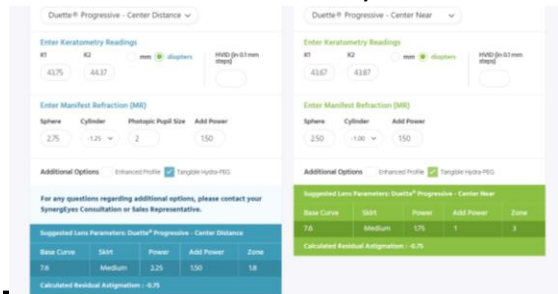 Duette® Progressive - Center Distance
Enter Keratometry Readings
K1 K2 mm diopters HVID (in 0.1 mm steps)
43.75 44.37
Enter Manifest Refraction (MR)
Sphere Cylinder Photopic Pupil Size Add Power
2.75 -1.25 2 1.50
Additional Options Enhanced Profile Tangible Hydra-PEG
For any questions regarding additional options, please contact your
SynergEyes Consultation or Sales Representative.
Suggested Lens Parameters: Duette® Progressive - Center Distance
Base Curve Skirt Power Add Power Zone
7.6 Medium 2.25 1.50 1.8
Calculated Residual Astigmatism : -0.75
Duette® Progressive - Center Near
Enter Keratometry Readings
K1 K2 mm diopters HVID (in 0.1 mm steps)
43.67 43.87
Enter Manifest Refraction (MR)
Sphere Cylinder Add Power
2.50 -1.00 1.50
Additional Options Enhanced Profile Tangible Hydra-PEG
Suggested Lens Parameters: Duette® Progressive - Center Near
Base Curve Skirt Power Add Power Zone
7.6 Medium 1.75 1 3
Calculated Residual Astigmatism : -0.75